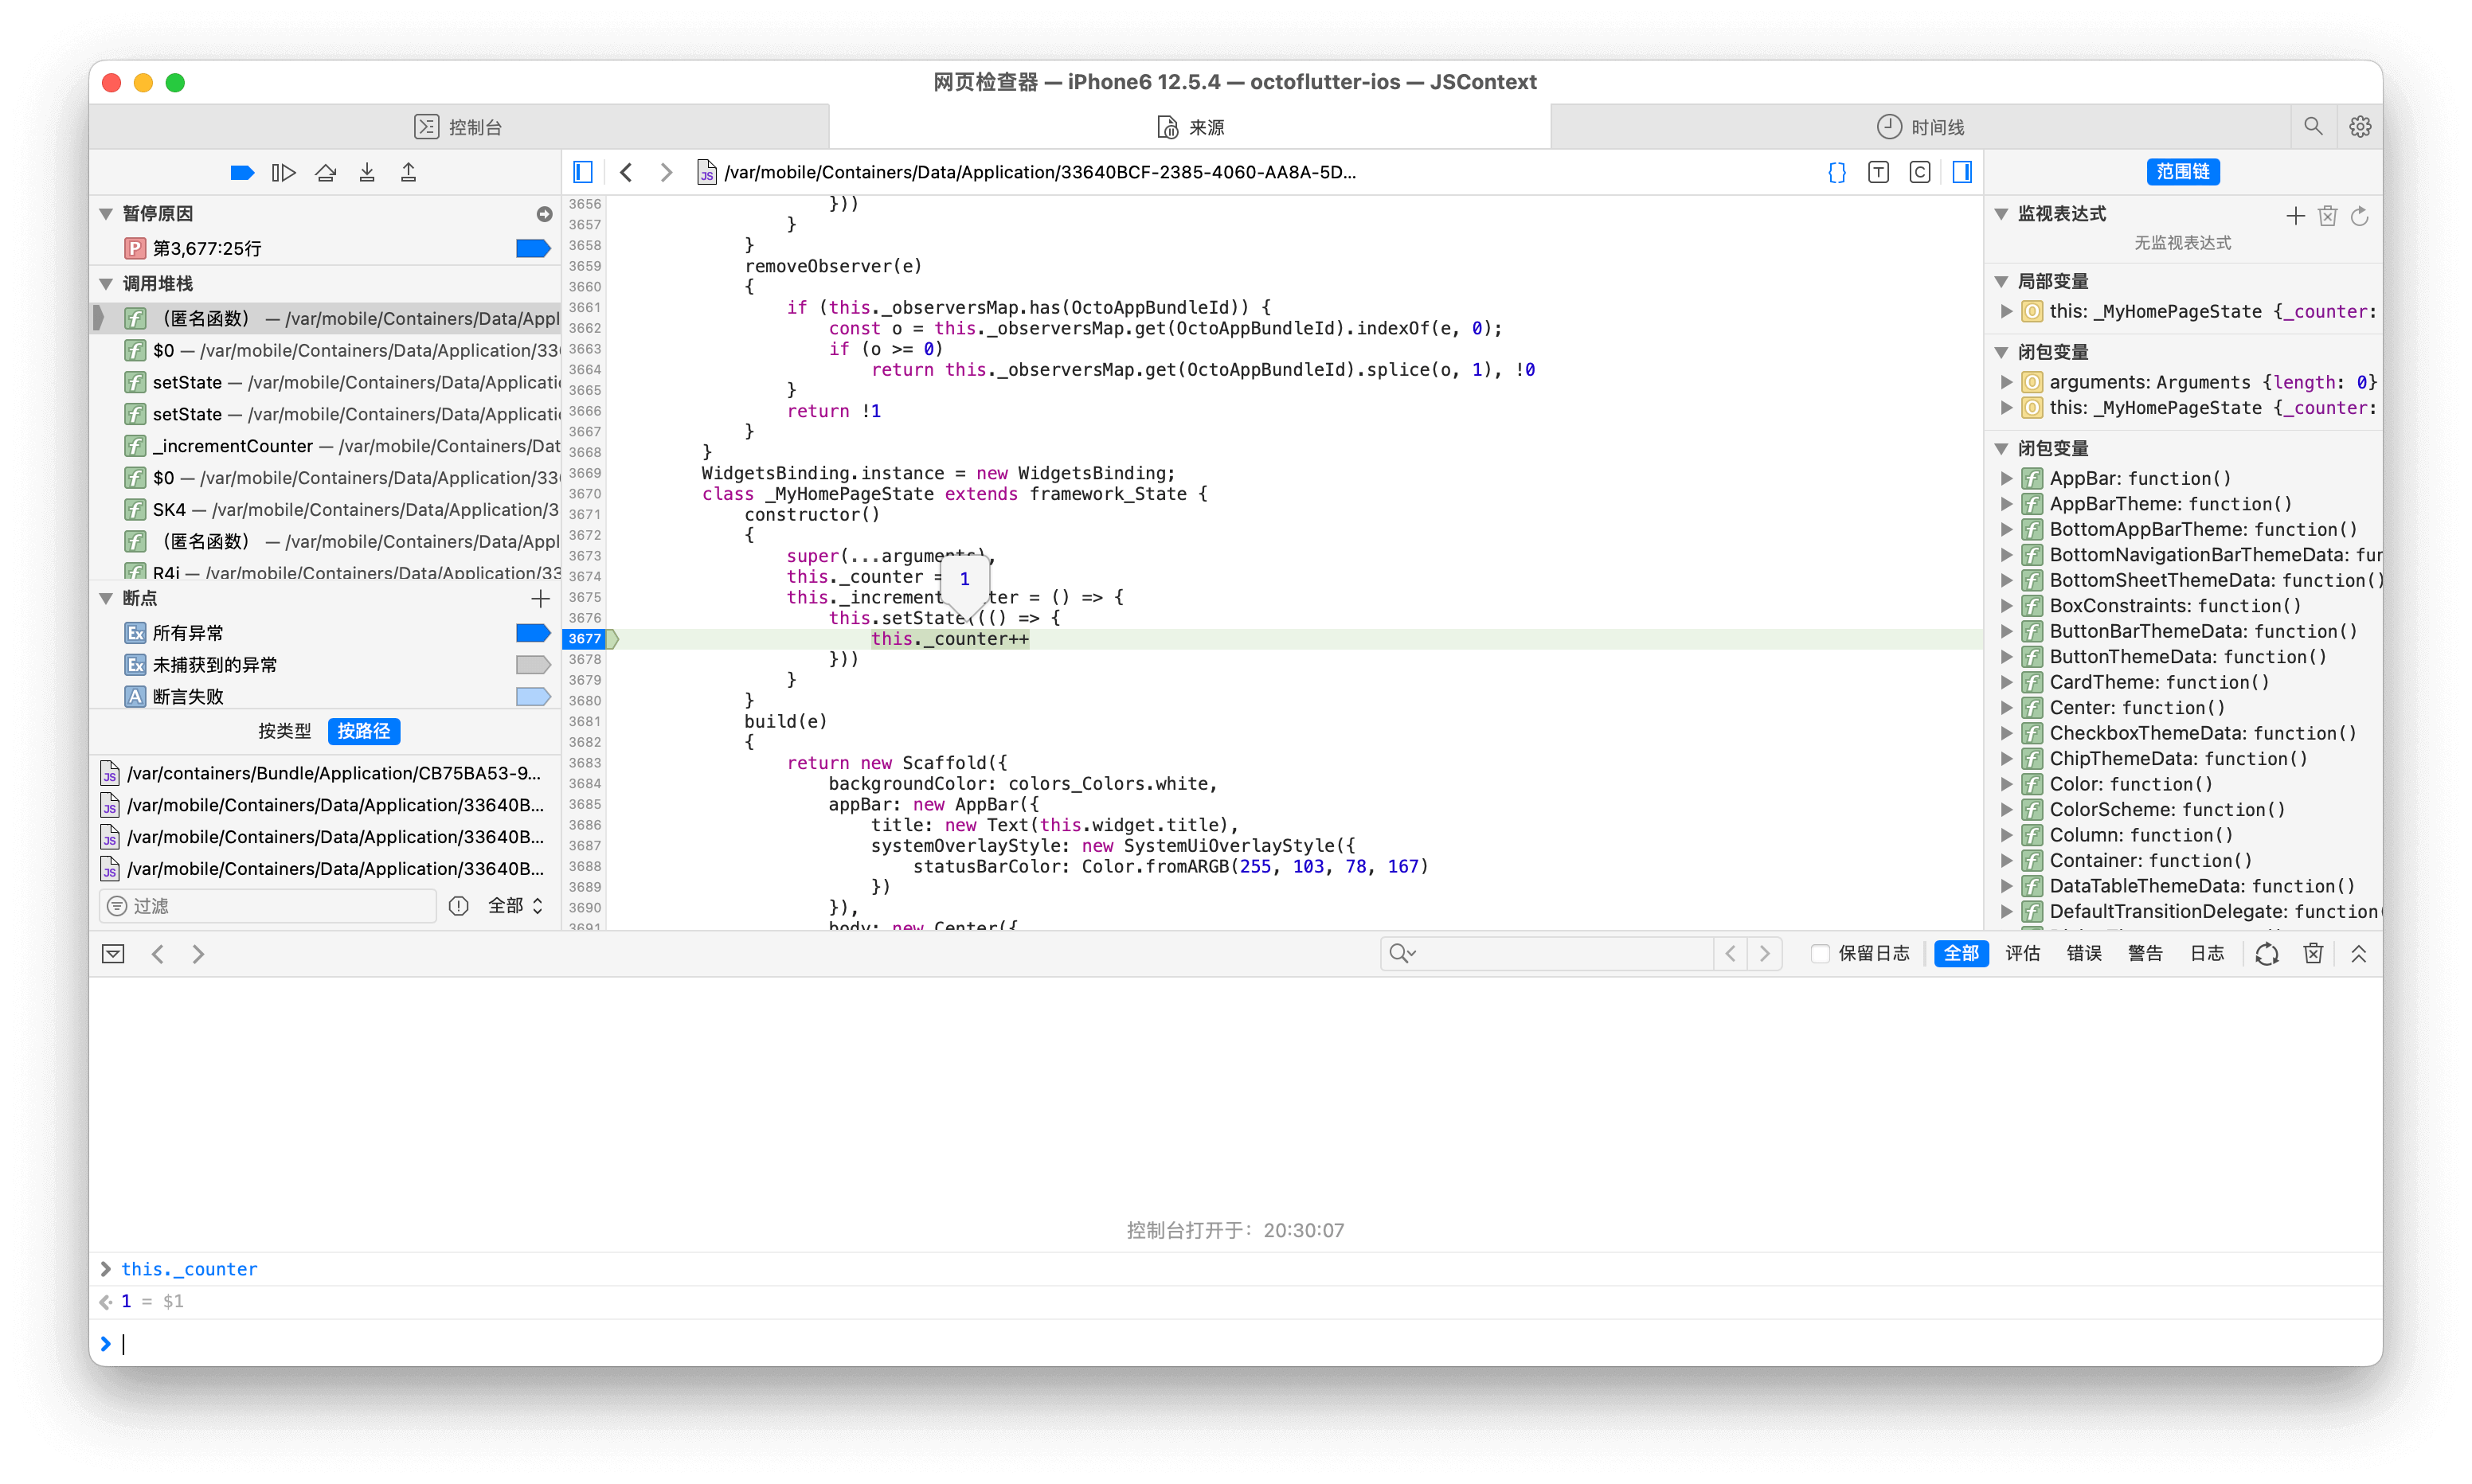 网页检查器 — iPhone6 12.5.4 — octoflutter-ios — JSContext
控制台
来源
时间线
/var/mobile/Containers/Data/Application/33640BCF-2385-4060-AA8A-5D...
范围链
暂停原因
P 第3,677:25行
调用堆栈
f （匿名函数） — /var/mobile/Containers/Data/Appl
f $0 — /var/mobile/Containers/Data/Application/33
f setState — /var/mobile/Containers/Data/Applicati
f setState — /var/mobile/Containers/Data/Applicati
f _incrementCounter — /var/mobile/Containers/Dat
f $0 — /var/mobile/Containers/Data/Application/33
f SK4 — /var/mobile/Containers/Data/Application/3
f （匿名函数） — /var/mobile/Containers/Data/Appl
f R4i — /var/mobile/Containers/Data/Application/33
断点
Ex 所有异常
Ex 未捕获到的异常
A 断言失败
按类型 按路径
JS /var/containers/Bundle/Application/CB75BA53-9...
JS /var/mobile/Containers/Data/Application/33640B...
JS /var/mobile/Containers/Data/Application/33640B...
JS /var/mobile/Containers/Data/Application/33640B...
过滤 全部
3656 }))
3657 }
3658 }
3659 removeObserver(e)
3660 {
3661 if (this._observersMap.has(OctoAppBundleId)) {
3662 const o = this._observersMap.get(OctoAppBundleId).indexOf(e, 0);
3663 if (o >= 0)
3664 return this._observersMap.get(OctoAppBundleId).splice(o, 1), !0
3665 }
3666 return !1
3667 }
3668 }
3669 WidgetsBinding.instance = new WidgetsBinding;
3670 class _MyHomePageState extends framework_State {
3671 constructor()
3672 {
3673 super(...arguments),
3674 this._counter =
1
3675 this._increment ter = () => {
3676 this.setState((() => {
3677 this._counter++
3678 }))
3679 }
3680 }
3681 build(e)
3682 {
3683 return new Scaffold({
3684 backgroundColor: colors_Colors.white,
3685 appBar: new AppBar({
3686 title: new Text(this.widget.title),
3687 systemOverlayStyle: new SystemUiOverlayStyle({
3688 statusBarColor: Color.fromARGB(255, 103, 78, 167)
3689 })
3690 }),
3691 body: new Center({
监视表达式
无监视表达式
局部变量
O this: _MyHomePageState {_counter:
闭包变量
O arguments: Arguments {length: 0}
O this: _MyHomePageState {_counter:
闭包变量
f AppBar: function()
f AppBarTheme: function()
f BottomAppBarTheme: function()
f BottomNavigationBarThemeData: fur
f BottomSheetThemeData: function()
f BoxConstraints: function()
f ButtonBarThemeData: function()
f ButtonThemeData: function()
f CardTheme: function()
f Center: function()
f CheckboxThemeData: function()
f ChipThemeData: function()
f Color: function()
f ColorScheme: function()
f Column: function()
f Container: function()
f DataTableThemeData: function()
f DefaultTransitionDelegate: function(
保留日志 全部 评估 错误 警告 日志
控制台打开于：20:30:07
this._counter
1 = $1